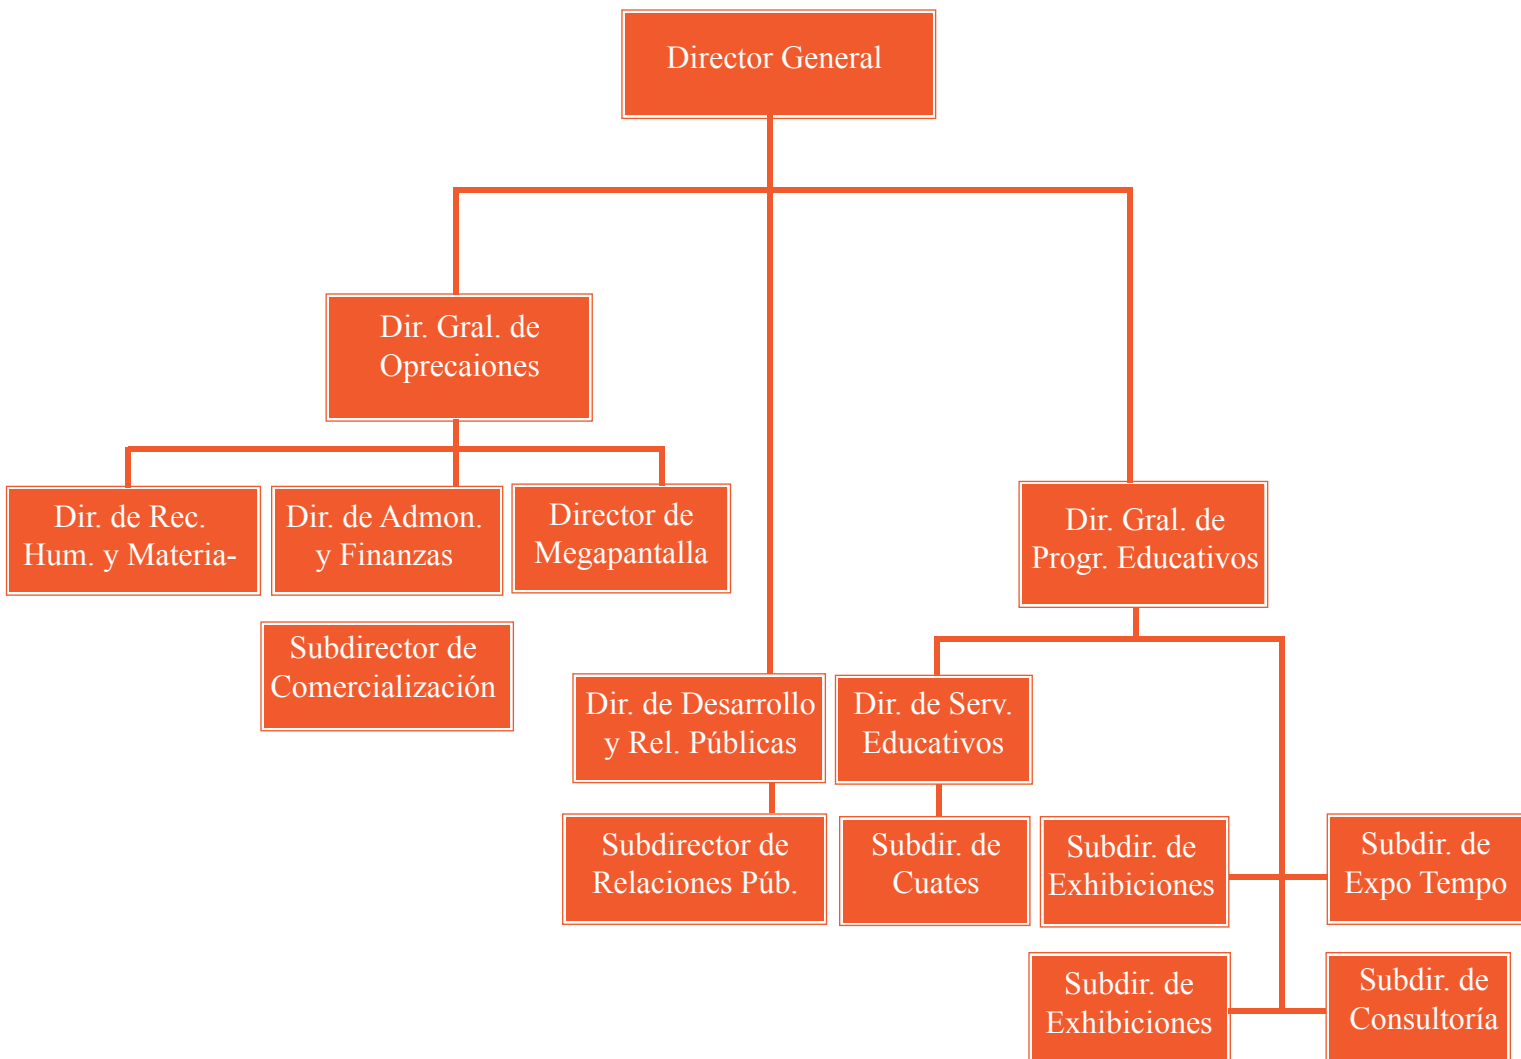 Director General
Dir. Gral. de
Oprecaiones
Dir. de Rec.
Hum. y Materia-
Dir. de Admon.
y Finanzas
Director de
Megapantalla
Dir. Gral. de
Progr. Educativos
Subdirector de
Comercialización
Dir. de Desarrollo
y Rel. Públicas
Dir. de Serv.
Educativos
Subdirector de
Relaciones Púb.
Subdir. de
Cuates
Subdir. de
Exhibiciones
Subdir. de
Expo Tempo
Subdir. de
Exhibiciones
Subdir. de
Consultoría